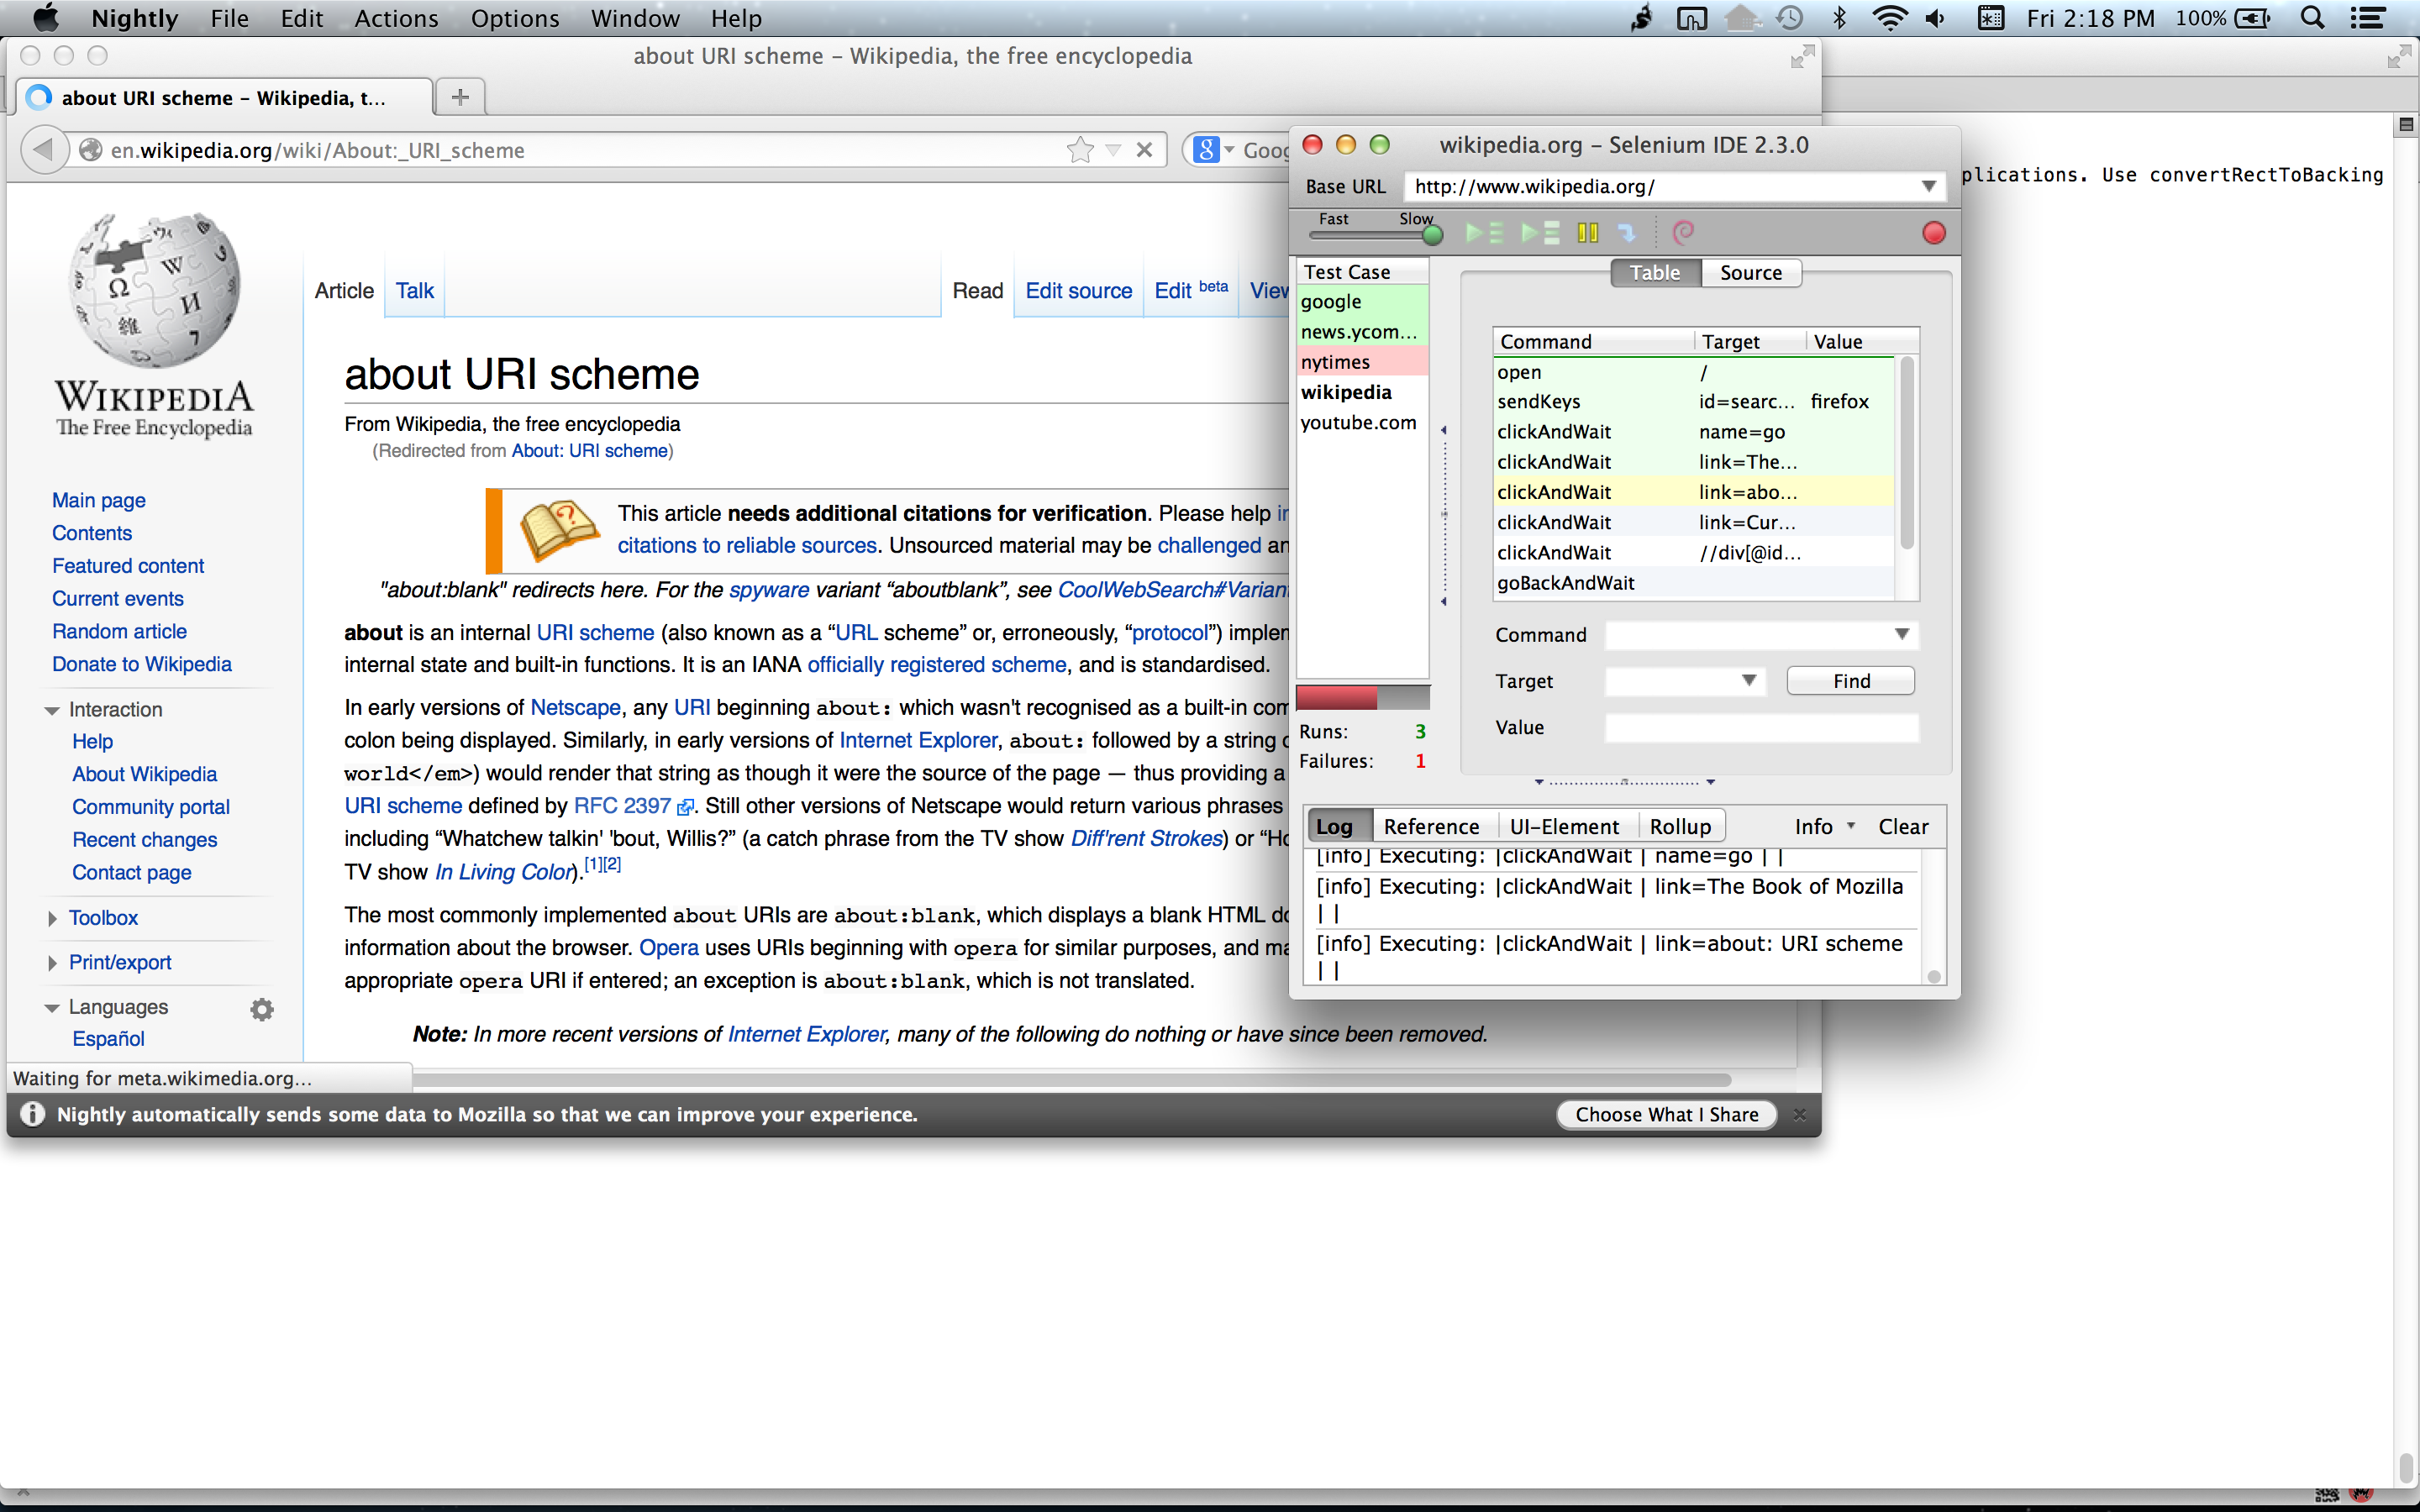 Nightly File Edit Actions Options Window Help Fri 2:18 PM 100%
about URI scheme – Wikipedia, the free encyclopedia
about URI scheme – Wikipedia, t...
en.wikipedia.org/wiki/About:_URI_scheme
Goog
WIKIPEDIA
The Free Encyclopedia
Main page
Contents
Featured content
Current events
Random article
Donate to Wikipedia
Interaction
Help
About Wikipedia
Community portal
Recent changes
Contact page
Toolbox
Print/export
Languages
Español
Article Talk Read Edit source Edit beta View
about URI scheme
From Wikipedia, the free encyclopedia
(Redirected from About: URI scheme)
This article needs additional citations for verification. Please help
citations to reliable sources. Unsourced material may be challenged an
"about:blank" redirects here. For the spyware variant “aboutblank”, see CoolWebSearch#Variant
about is an internal URI scheme (also known as a “URL scheme” or, erroneously, “protocol”) implem
internal state and built-in functions. It is an IANA officially registered scheme, and is standardised.
In early versions of Netscape, any URI beginning about: which wasn't recognised as a built-in com
colon being displayed. Similarly, in early versions of Internet Explorer, about: followed by a string
world</em>) would render that string as though it were the source of the page — thus providing a
URI scheme defined by RFC 2397. Still other versions of Netscape would return various phrases
including “Whatchew talkin' 'bout, Willis?” (a catch phrase from the TV show Diff'rent Strokes) or “Ho
TV show In Living Color).[1][2]
The most commonly implemented about URIs are about:blank, which displays a blank HTML do
information about the browser. Opera uses URIs beginning with opera for similar purposes, and ma
appropriate opera URI if entered; an exception is about:blank, which is not translated.
Note: In more recent versions of Internet Explorer, many of the following do nothing or have since been removed.
Waiting for meta.wikimedia.org...
Nightly automatically sends some data to Mozilla so that we can improve your experience.
Choose What I Share
wikipedia.org – Selenium IDE 2.3.0
Base URL http://www.wikipedia.org/
Fast Slow
Test Case
google
news.ycom...
nytimes
wikipedia
youtube.com
Runs: 3
Failures: 1
Table Source
Command Target Value
open /
sendKeys id=searc... firefox
clickAndWait name=go
clickAndWait link=The...
clickAndWait link=abo...
clickAndWait link=Cur...
clickAndWait //div[@id...
goBackAndWait
Command
Target Find
Value
Log Reference UI-Element Rollup Info Clear
[info] Executing: |clickAndWait | name=go | |
[info] Executing: |clickAndWait | link=The Book of Mozilla
| |
[info] Executing: |clickAndWait | link=about: URI scheme
| |
plications. Use convertRectToBacking